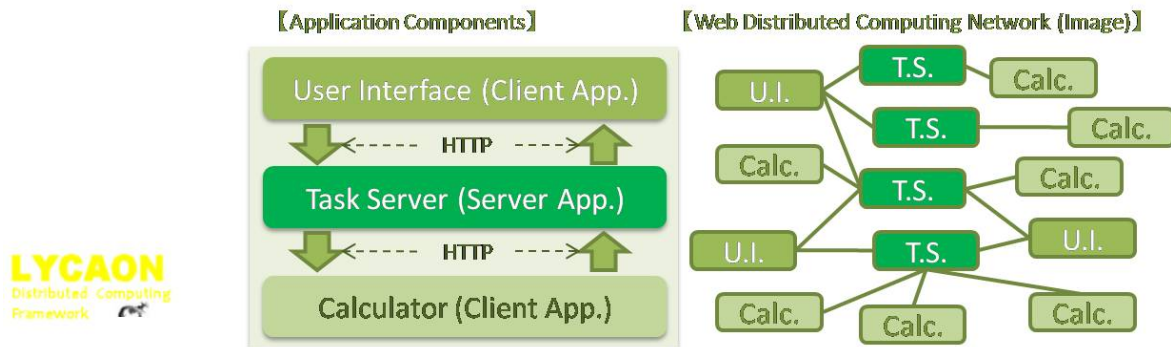 【Application Components】
User Interface (Client App.)
HTTP
Task Server (Server App.)
HTTP
Calculator (Client App.)
【Web Distributed Computing Network (Image)】
T.S.
Calc.
U.I.
T.S.
Calc.
Calc.
T.S.
Calc.
U.I.
T.S.
U.I.
Calc.
Calc.
Calc.
LYCAON
Distributed Computing
Framework